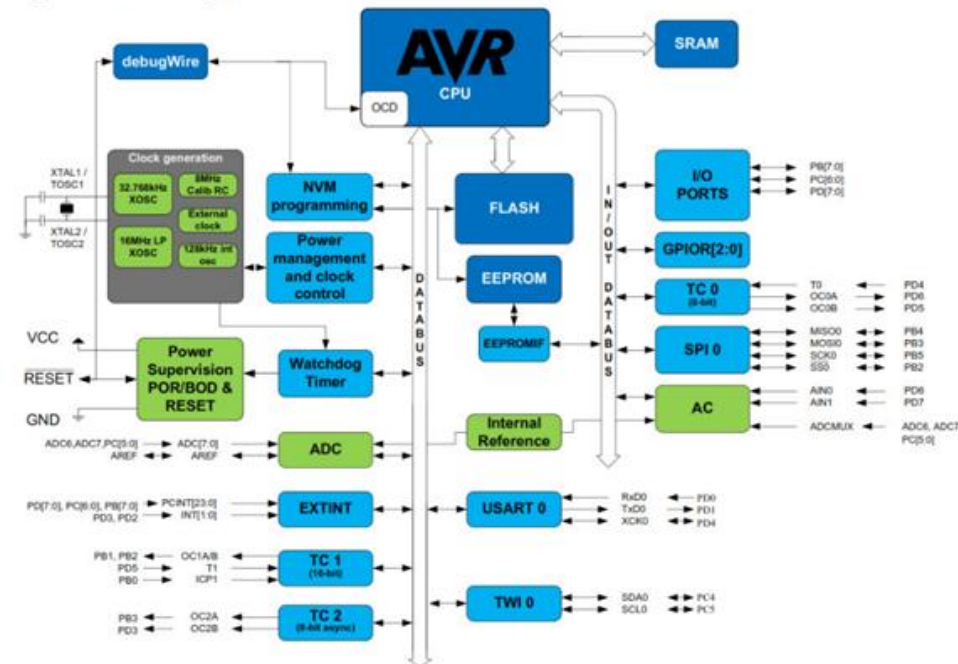 AVR
CPU
OCD
SRAM
debugWire
Clock generation
XTAL1 /
TOSC1
32.768kHz
XOSC
8MHz
Calib RC
External
clock
XTAL2 /
TOSC2
16MHz LP
XOSC
128kHz int
osc
NVM
programming
Power
management
and clock
control
FLASH
EEPROM
EEPROMIF
DATABUS
IN/OUT DATABUS
I/O
PORTS
PB[7:0]
PC[6:0]
PD[7:0]
GPIOR[2:0]
TC 0
(8-bit)
T0 PD4
OC0A PD6
OC0B PD5
SPI 0
MISO0 PB4
MOSI0 PB3
SCK0 PB5
SS0 PB2
AC
AIN0 PD6
AIN1 PD7
ADCMUX ADC6, ADC7
PC[5:0]
VCC
RESET
GND
Power
Supervision
POR/BOD &
RESET
Watchdog
Timer
Internal
Reference
ADC6,ADC7,PC[5:0] ADC[7:0]
AREF AREF
ADC
PD[7:0], PC[6:0], PB[7:0] PCINT[23:0]
PD3, PD2 INT[1:0]
EXTINT
USART 0
RxD0 PD0
TxD0 PD1
XCK0 PD4
PB1, PB2 OC1A/B
PD5 T1
PB0 ICP1
TC 1
(16-bit)
TWI 0
SDA0 PC4
SCL0 PC5
PB3 OC2A
PD3 OC2B
TC 2
(8-bit async)